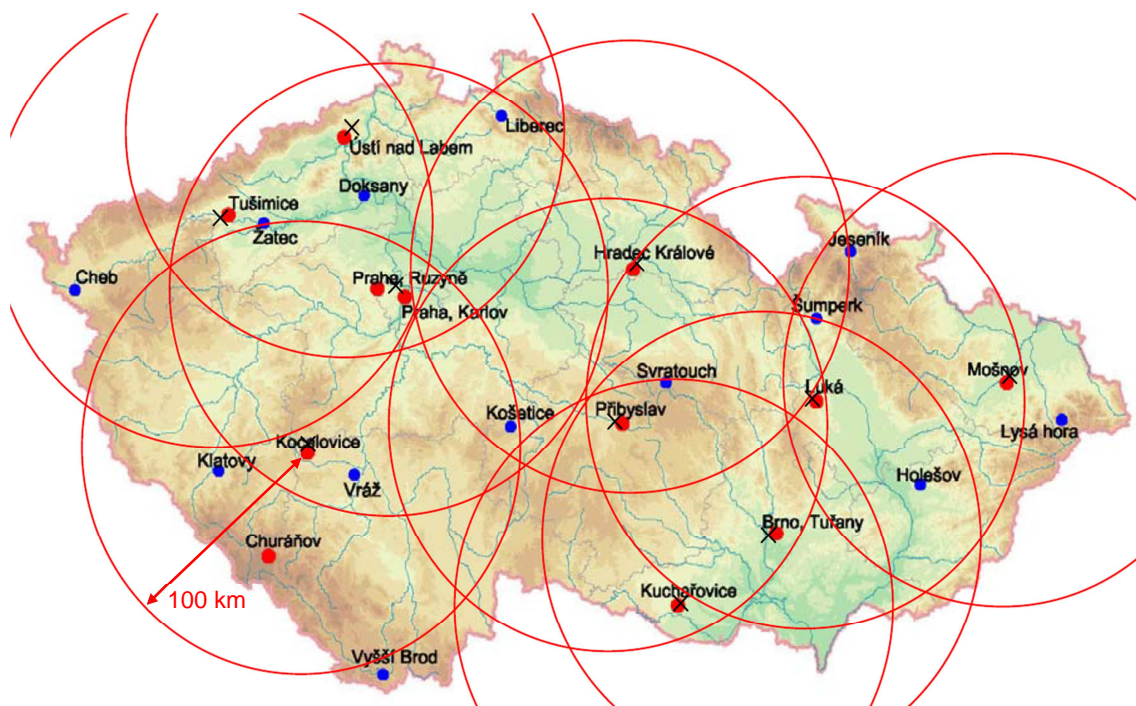 Liberec
Ústí nad Labem
Doksany
Tušimice
Žatec
Cheb
Praha, Ruzyně
Praha, Karlov
Hradec Králové
Jeseník
Šumperk
Svratouch
Mošnov
Luká
Přibyslav
Košetice
Lysá hora
Kocelovice
Klatovy
Vráž
Holešov
Brno, Tuřany
Churáňov
100 km
Kuchařovice
Vyšší Brod